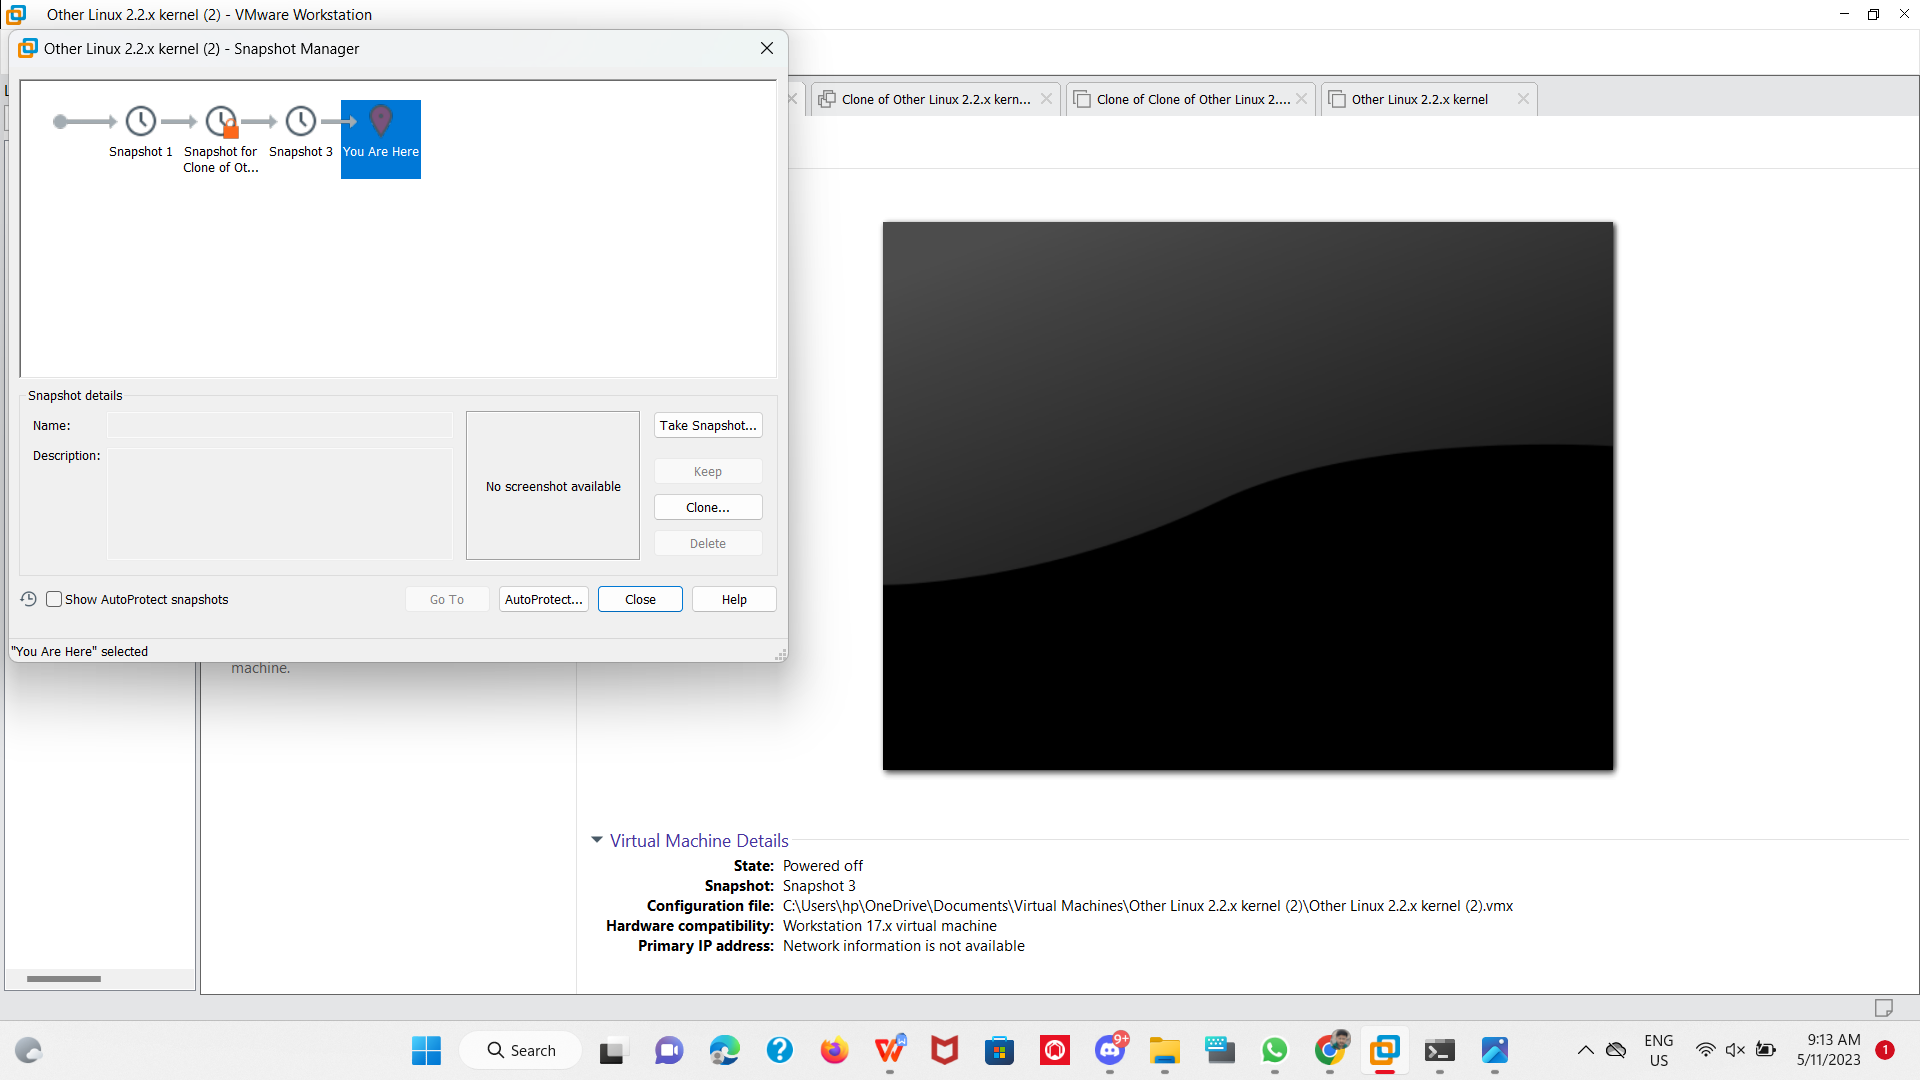 Other Linux 2.2.x kernel (2) - VMware Workstation
Other Linux 2.2.x kernel (2) - Snapshot Manager
Clone of Other Linux 2.2.x kern...
Clone of Clone of Other Linux 2....
Other Linux 2.2.x kernel
Snapshot 1
Snapshot for
Clone of Ot...
Snapshot 3
You Are Here
Snapshot details
Name:
Description:
No screenshot available
Take Snapshot...
Keep
Clone...
Delete
Show AutoProtect snapshots
Go To
AutoProtect...
Close
Help
"You Are Here" selected
machine.
Virtual Machine Details
State: Powered off
Snapshot: Snapshot 3
Configuration file: C:\Users\hp\OneDrive\Documents\Virtual Machines\Other Linux 2.2.x kernel (2)\Other Linux 2.2.x kernel (2).vmx
Hardware compatibility: Workstation 17.x virtual machine
Primary IP address: Network information is not available
Search
9+
ENG
US
9:13 AM
5/11/2023
1